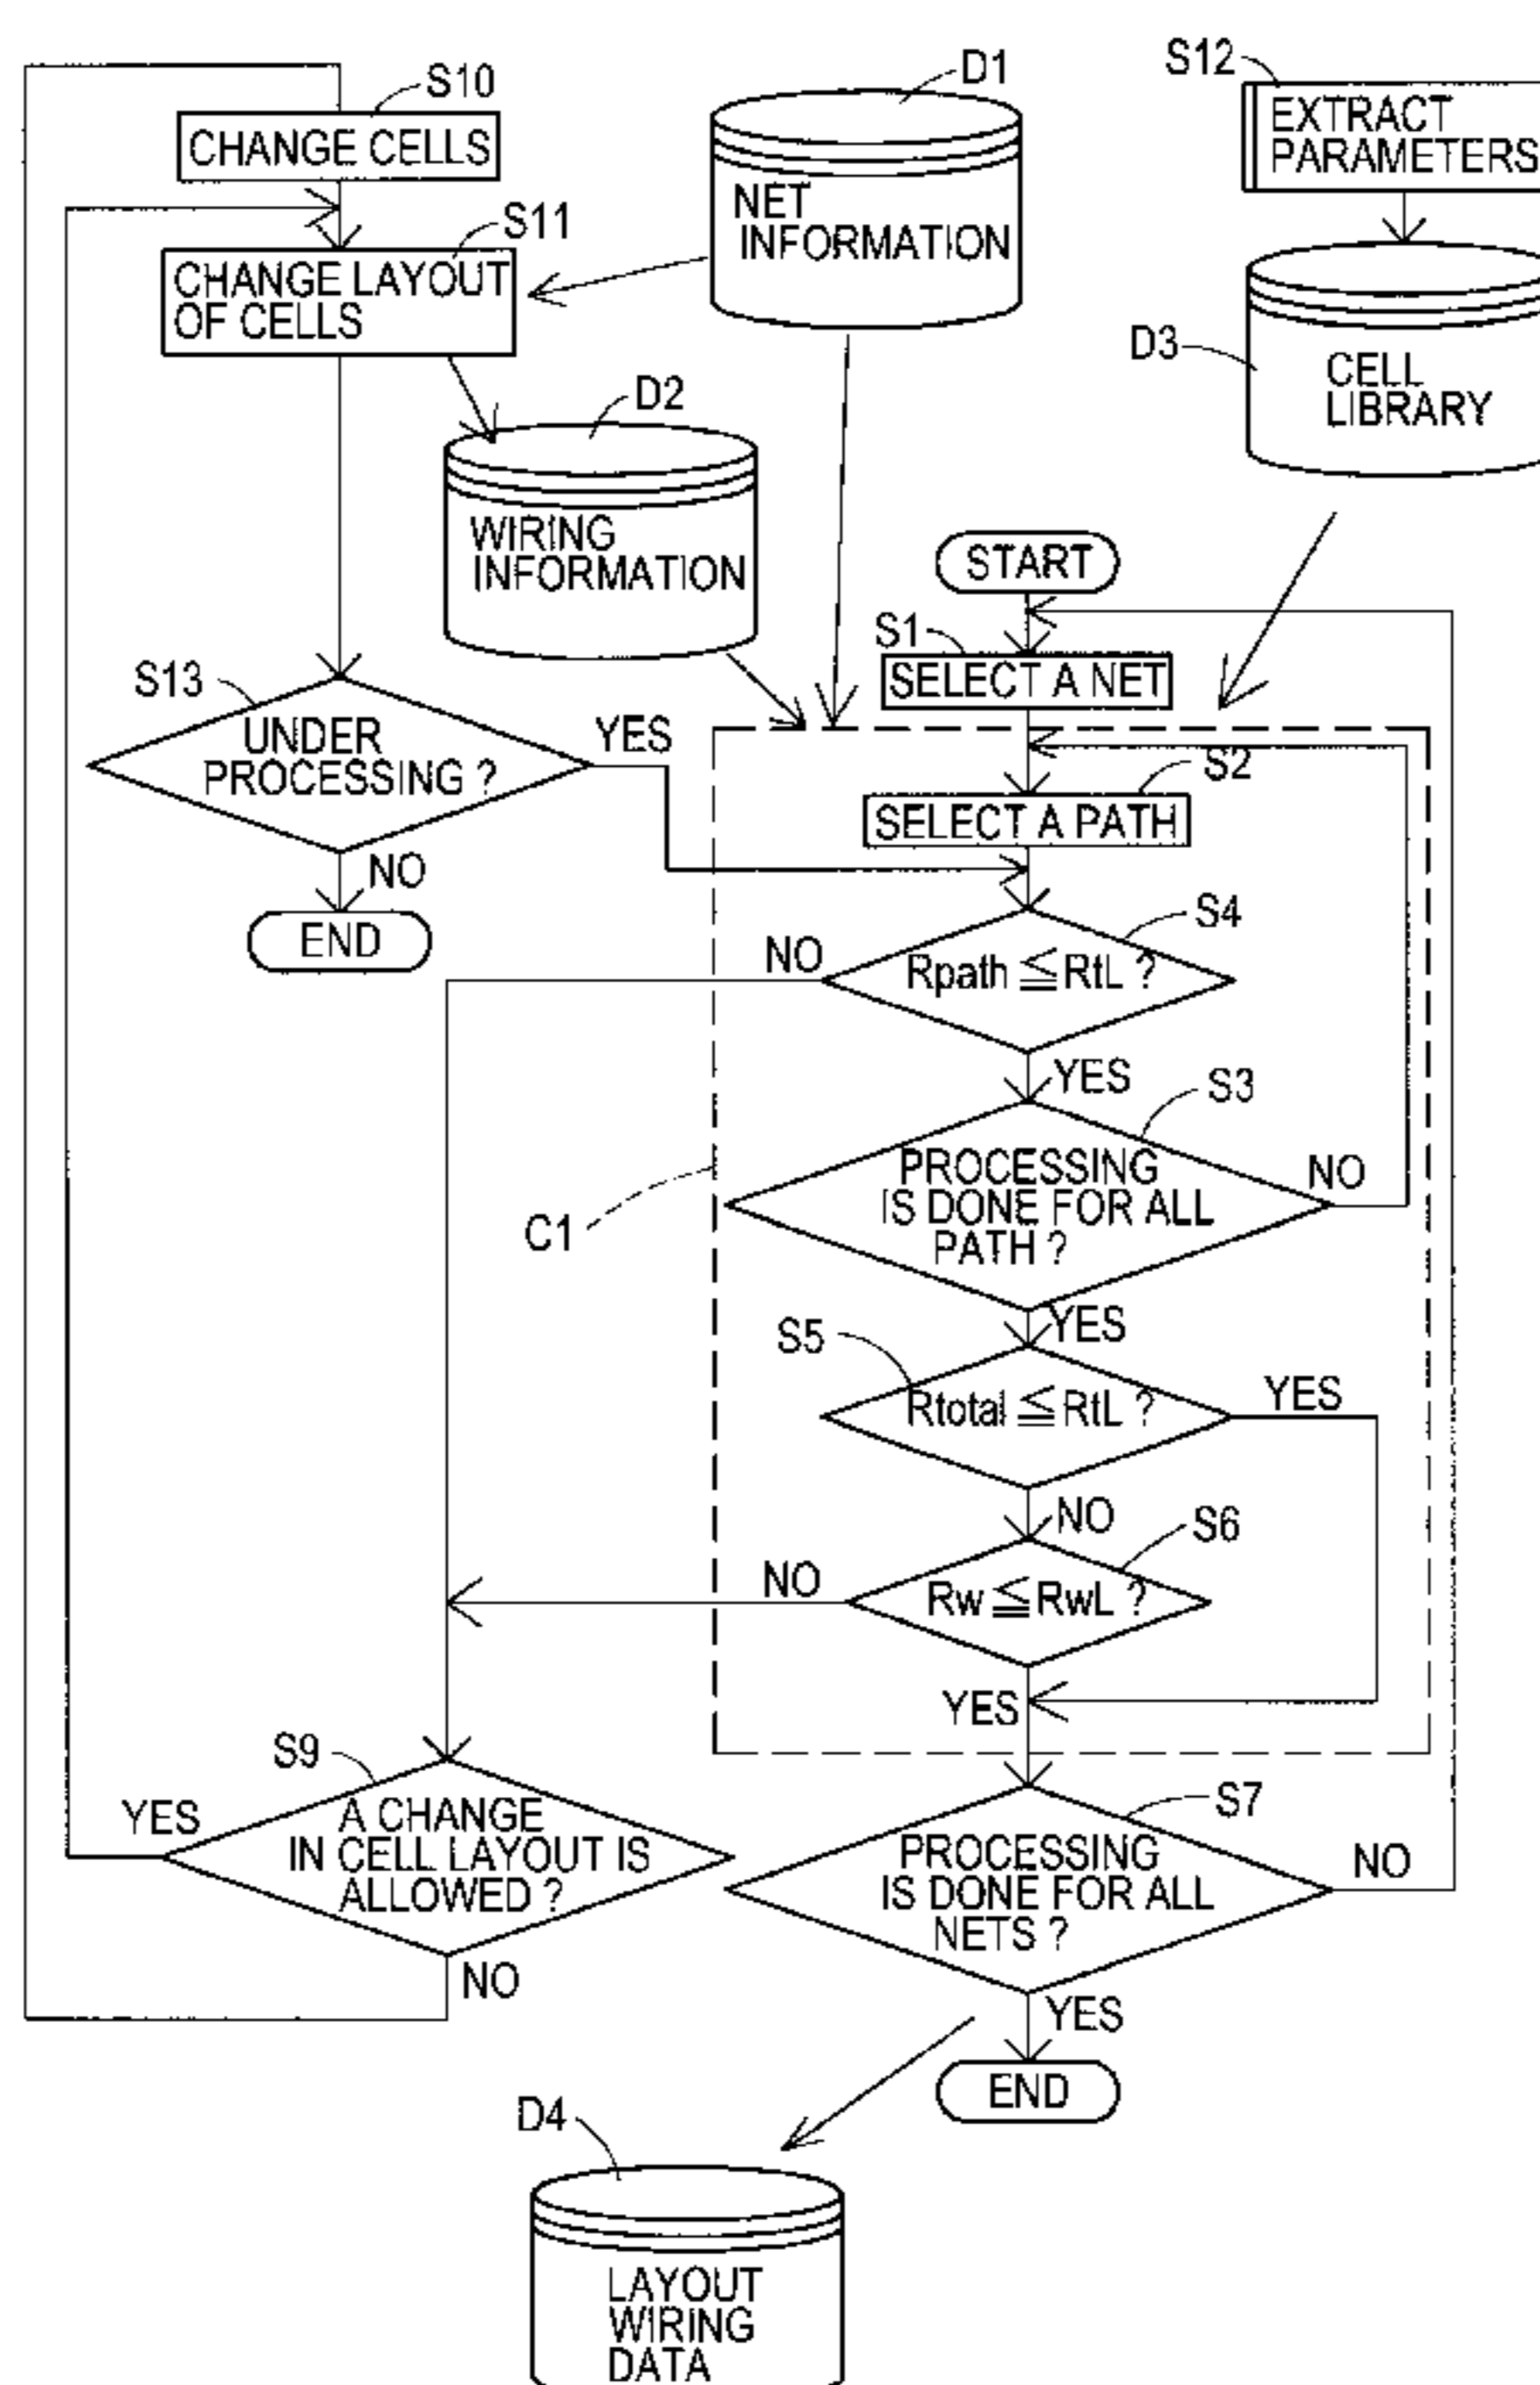 S10
CHANGE CELLS
S11
CHANGE LAYOUT
OF CELLS
D1
NET
INFORMATION
S12
EXTRACT
PARAMETERS
D3
CELL
LIBRARY
D2
WIRING
INFORMATION
START
S1
SELECT A NET
S13
UNDER
PROCESSING ?
YES
NO
END
S2
SELECT A PATH
S4
NO
Rpath ≦ RtL ?
YES
S3
PROCESSING
IS DONE FOR ALL
PATH ?
NO
C1
YES
S5
Rtotal ≦ RtL ?
YES
NO
S6
NO
Rw ≦ RwL ?
YES
S9
YES
A CHANGE
IN CELL LAYOUT IS
ALLOWED ?
NO
S7
PROCESSING
IS DONE FOR ALL
NETS ?
NO
YES
END
D4
LAYOUT
WIRING
DATA